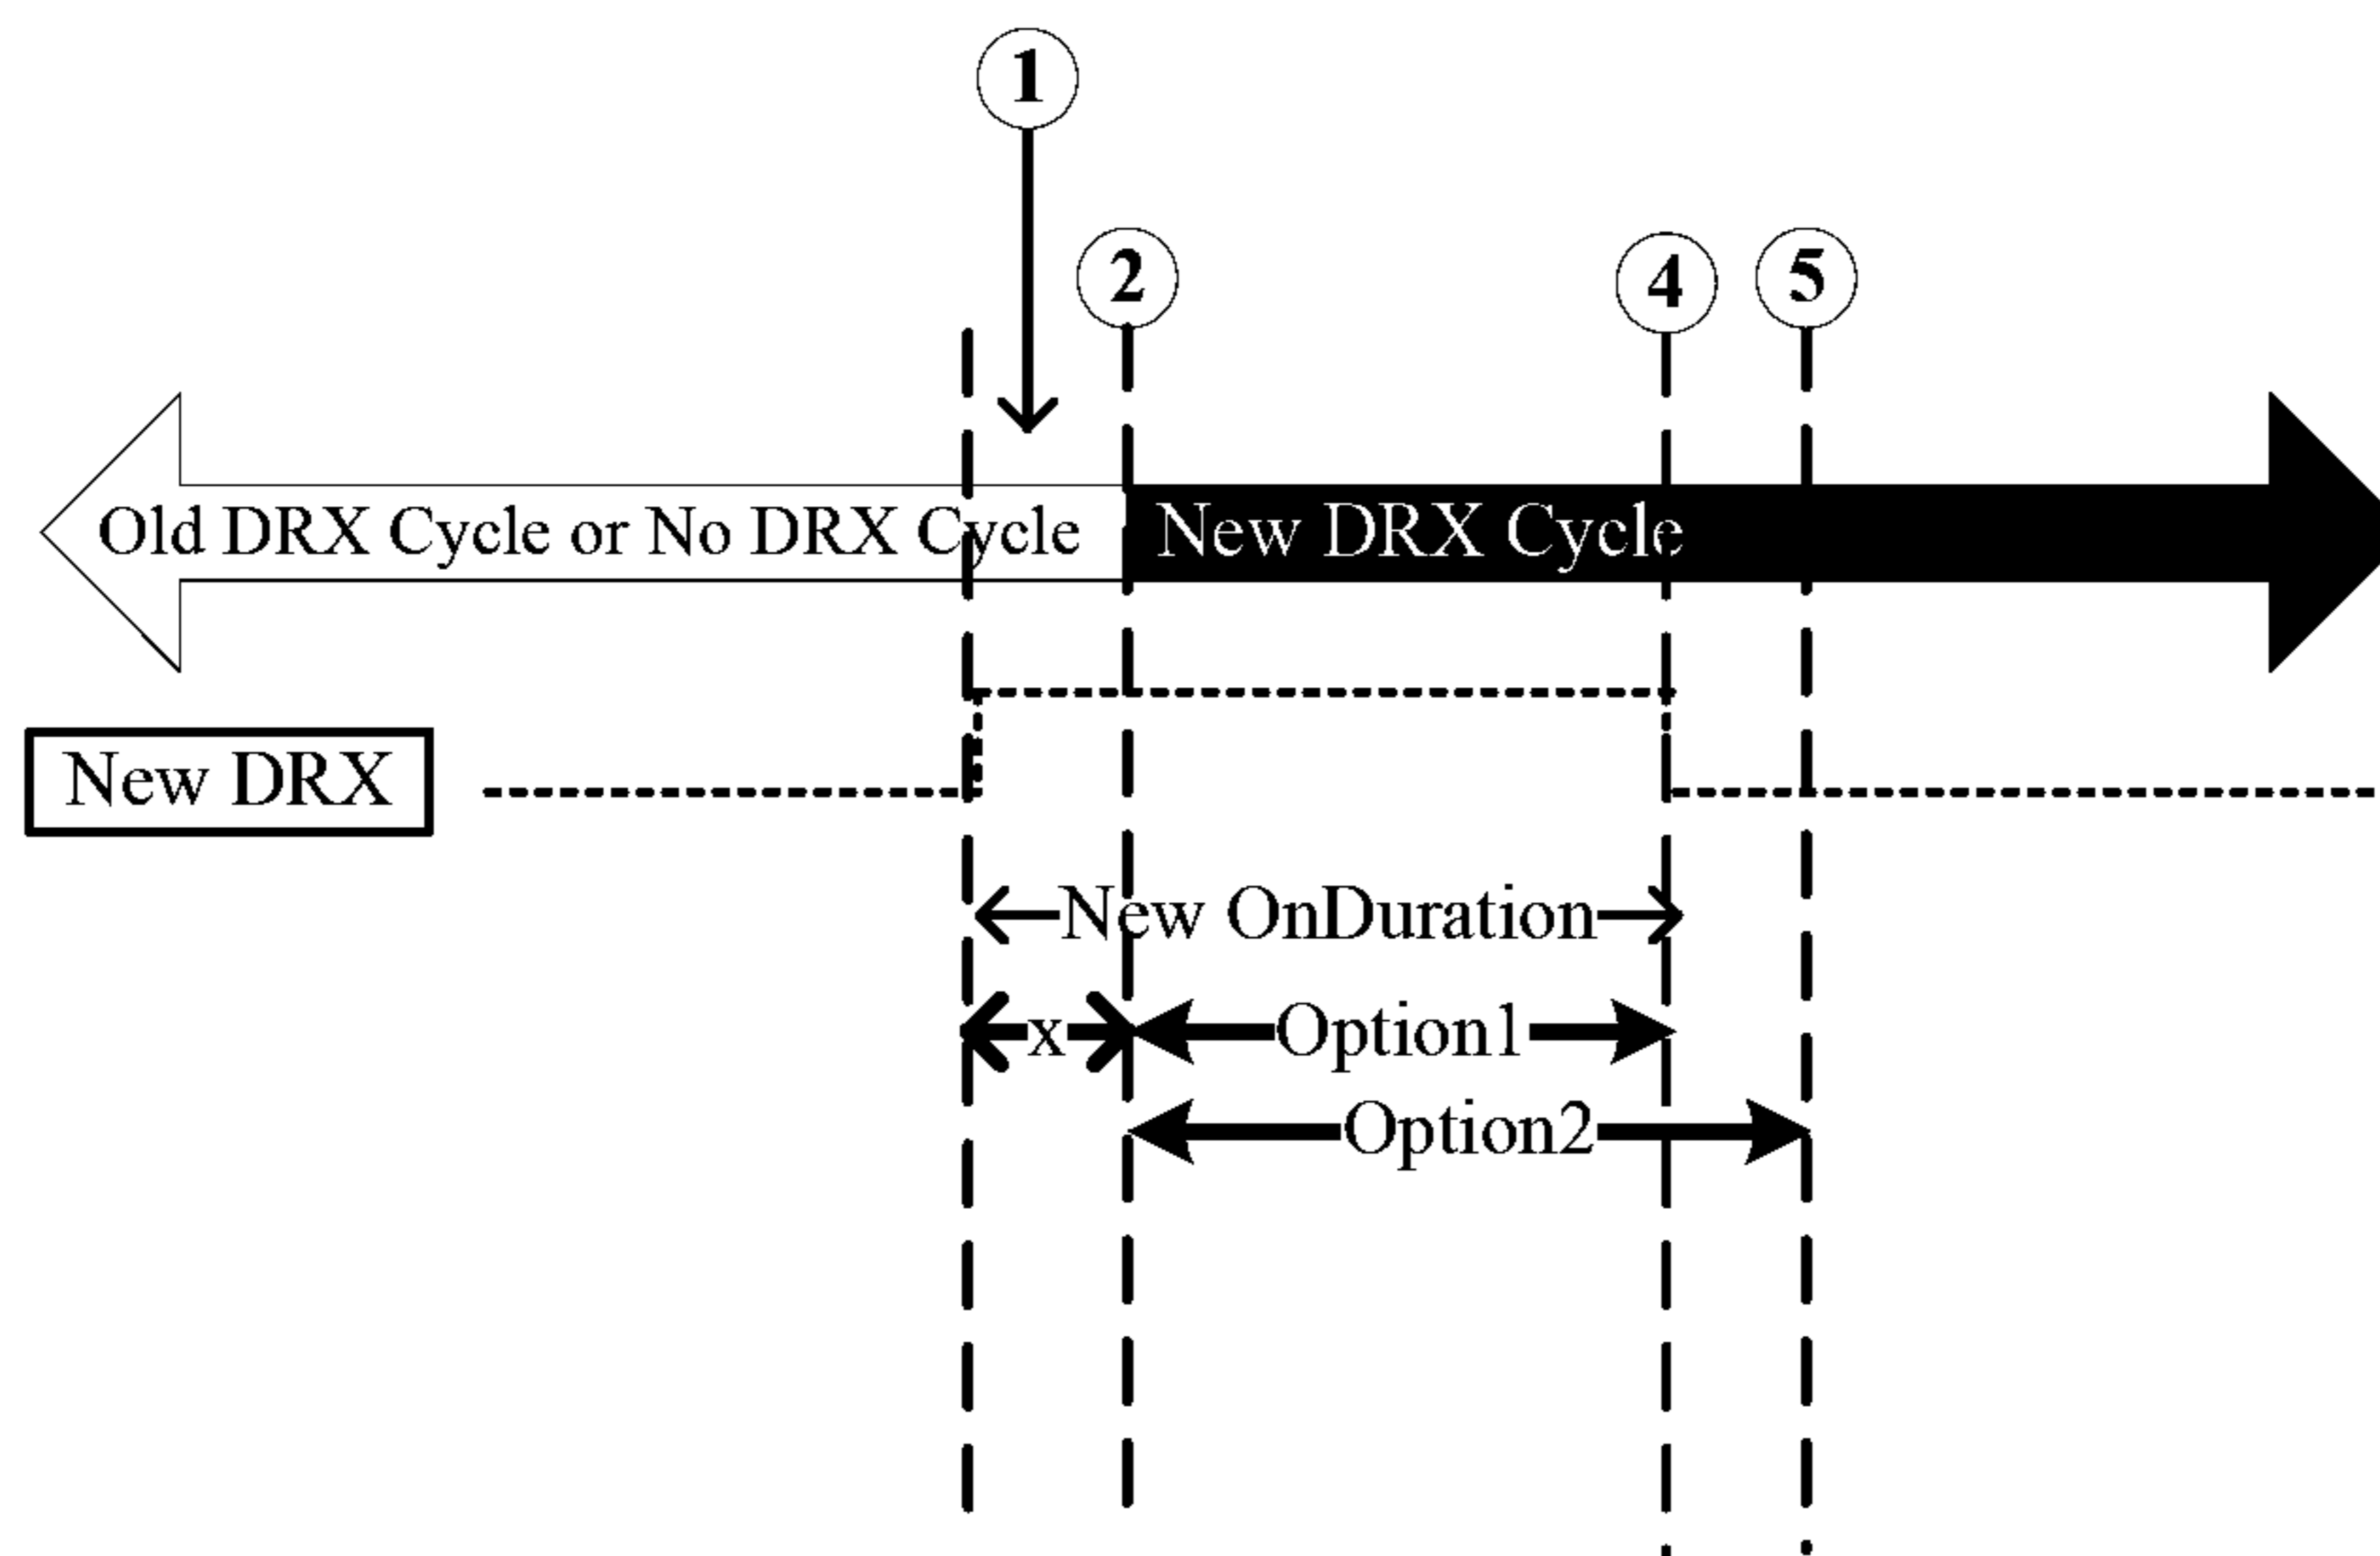 1
2
4
5
Old DRX Cycle or No DRX Cycle
New DRX Cycle
New DRX
New OnDuration
x
Option1
Option2